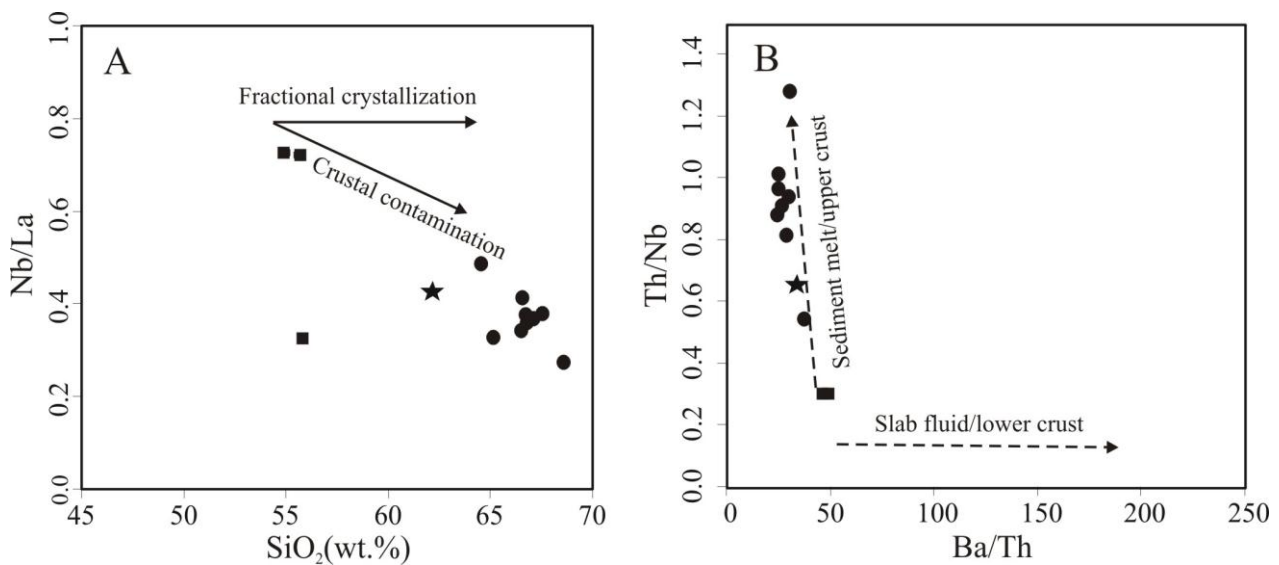 A
Fractional crystallization
Crustal contamination
Nb/La
1.0
0.8
0.6
0.4
0.2
0.0
45
50
55
60
65
70
SiO₂(wt.%)
B
Sediment melt/upper crust
Slab fluid/lower crust
Th/Nb
1.4
1.2
1.0
0.8
0.6
0.4
0.2
0.0
0
50
100
150
200
250
Ba/Th